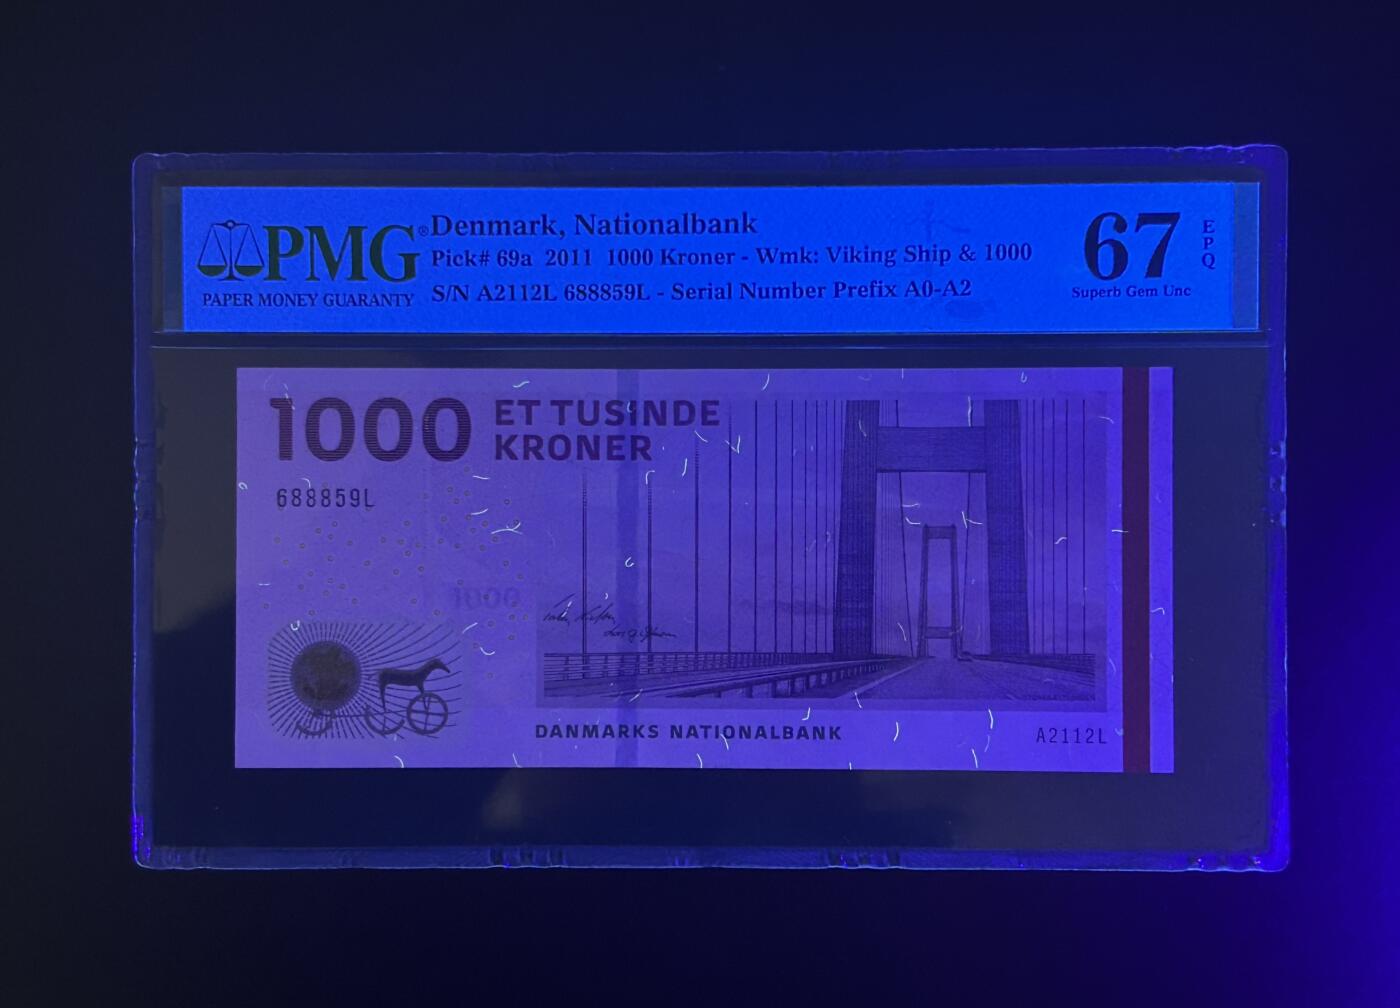 PMG®
PAPER MONEY GUARANTY
Denmark, Nationalbank
Pick# 69a 2011 1000 Kroner - Wmk: Viking Ship & 1000
S/N A2112L 688859L - Serial Number Prefix A0-A2
67
EPQ
Superb Gem Unc
1000
ET TUSINDE
KRONER
688859L
1000
DANMARKS NATIONALBANK
A2112L